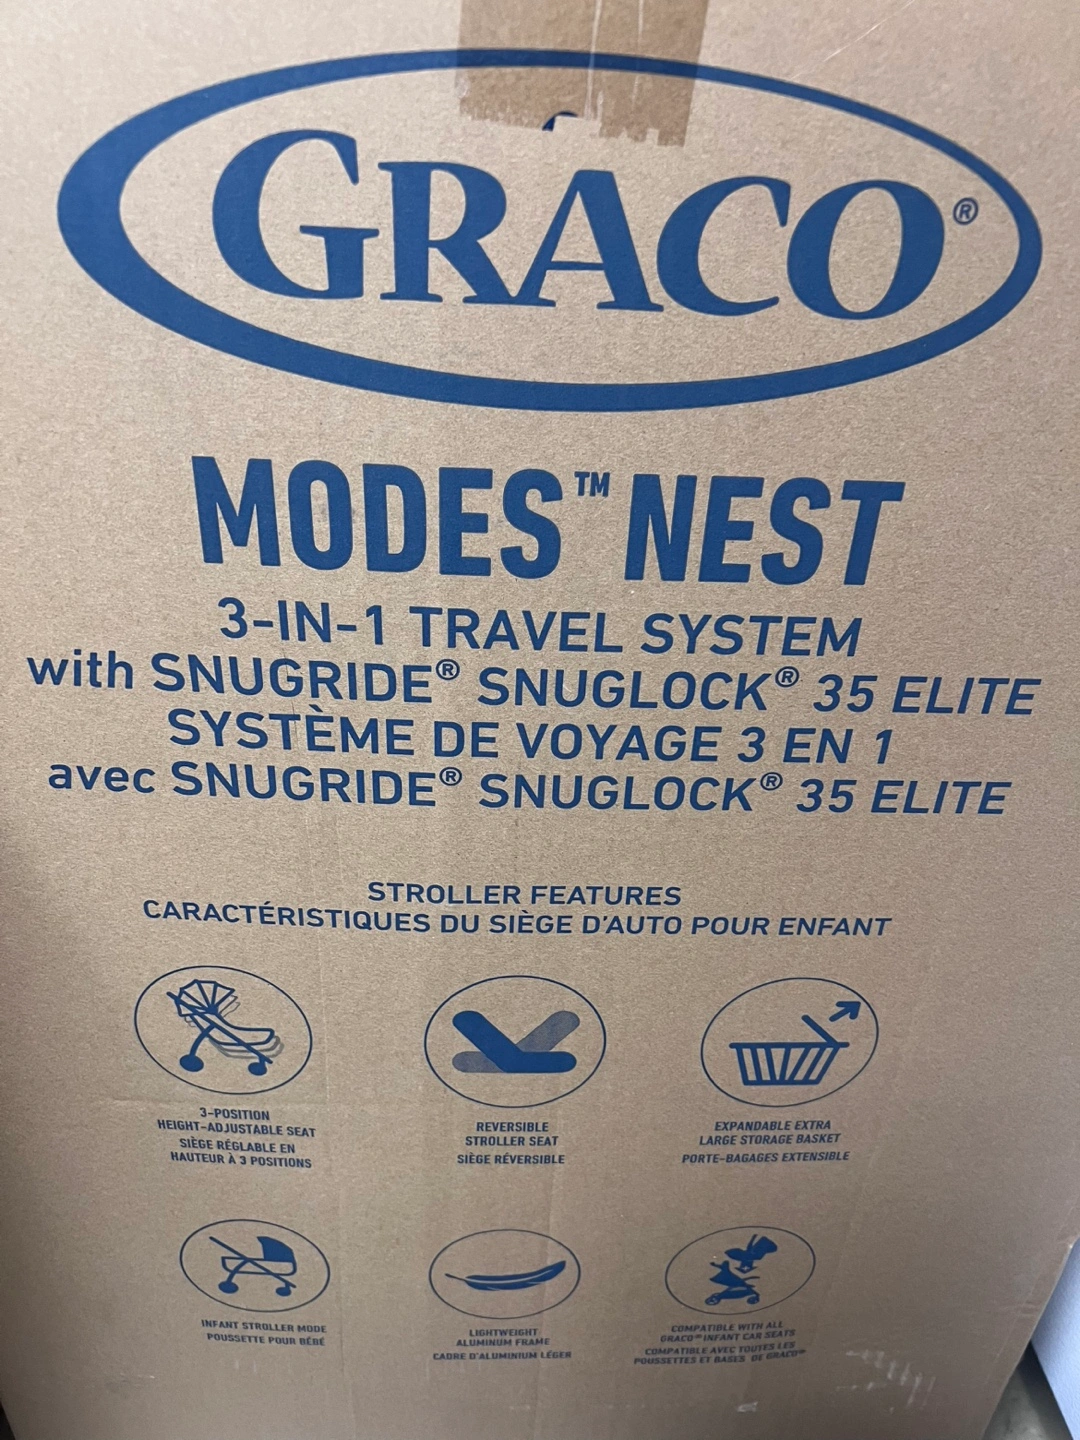 GRACO®
MODES™ NEST
3-IN-1 TRAVEL SYSTEM
with SNUGRIDE® SNUGLOCK® 35 ELITE
SYSTÈME DE VOYAGE 3 EN 1
avec SNUGRIDE® SNUGLOCK® 35 ELITE
STROLLER FEATURES
CARACTÉRISTIQUES DU SIÈGE D'AUTO POUR ENFANT
3-POSITION
HEIGHT-ADJUSTABLE SEAT
SIÈGE RÉGLABLE EN
HAUTEUR À 3 POSITIONS
REVERSIBLE
STROLLER SEAT
SIÈGE RÉVERSIBLE
EXPANDABLE EXTRA
LARGE STORAGE BASKET
PORTE-BAGAGES EXTENSIBLE
INFANT STROLLER MODE
POUSSETTE POUR BÉBÉ
LIGHTWEIGHT
ALUMINUM FRAME
CADRE D'ALUMINIUM LÉGER
COMPATIBLE WITH ALL
GRACO® INFANT CAR SEATS
COMPATIBLE AVEC TOUTES LES
POUSSETTES ET BASES DE GRACO®